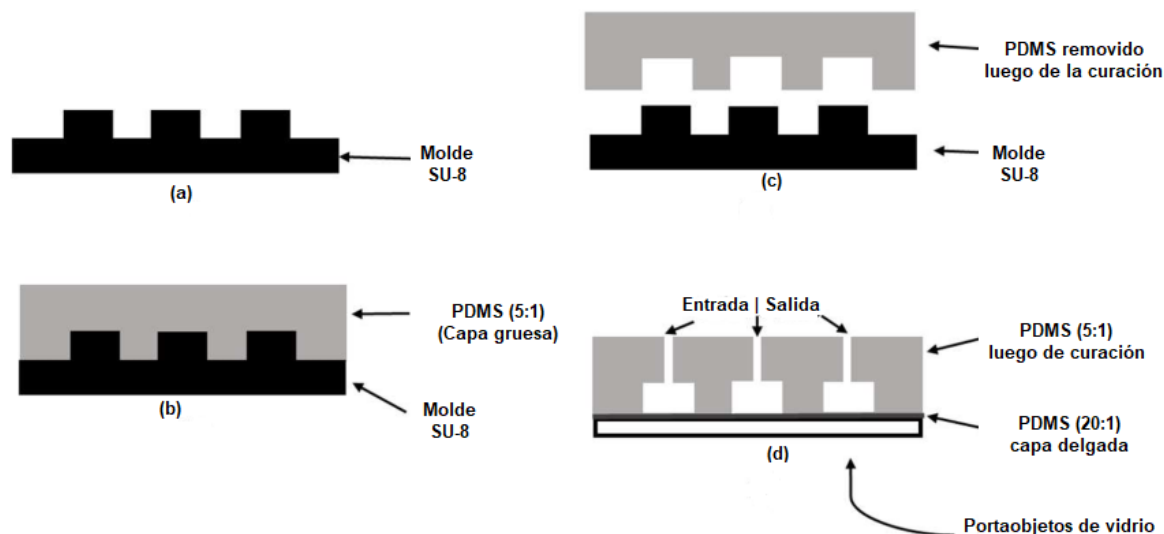 Molde
SU-8
(a)
PDMS (5:1)
(Capa gruesa)
Molde
SU-8
(b)
PDMS removido
luego de la curación
Molde
SU-8
(c)
Entrada | Salida
PDMS (5:1)
luego de curación
PDMS (20:1)
capa delgada
(d)
Portaobjetos de vidrio